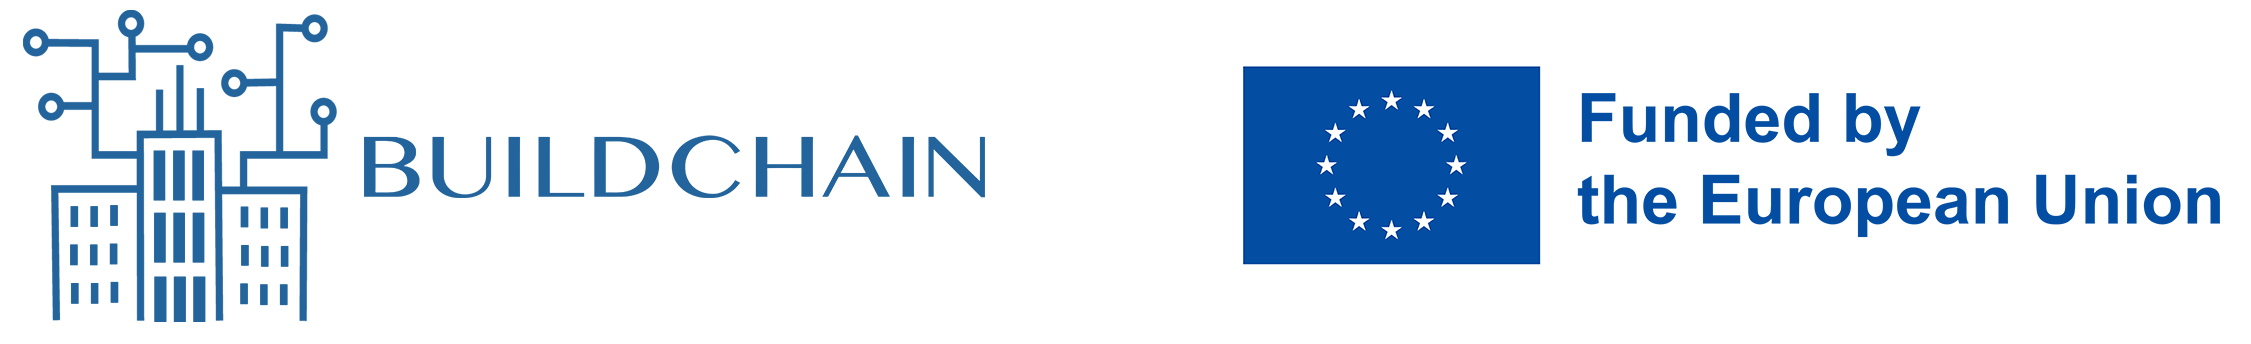 BUILDCHAIN
Funded by
the European Union